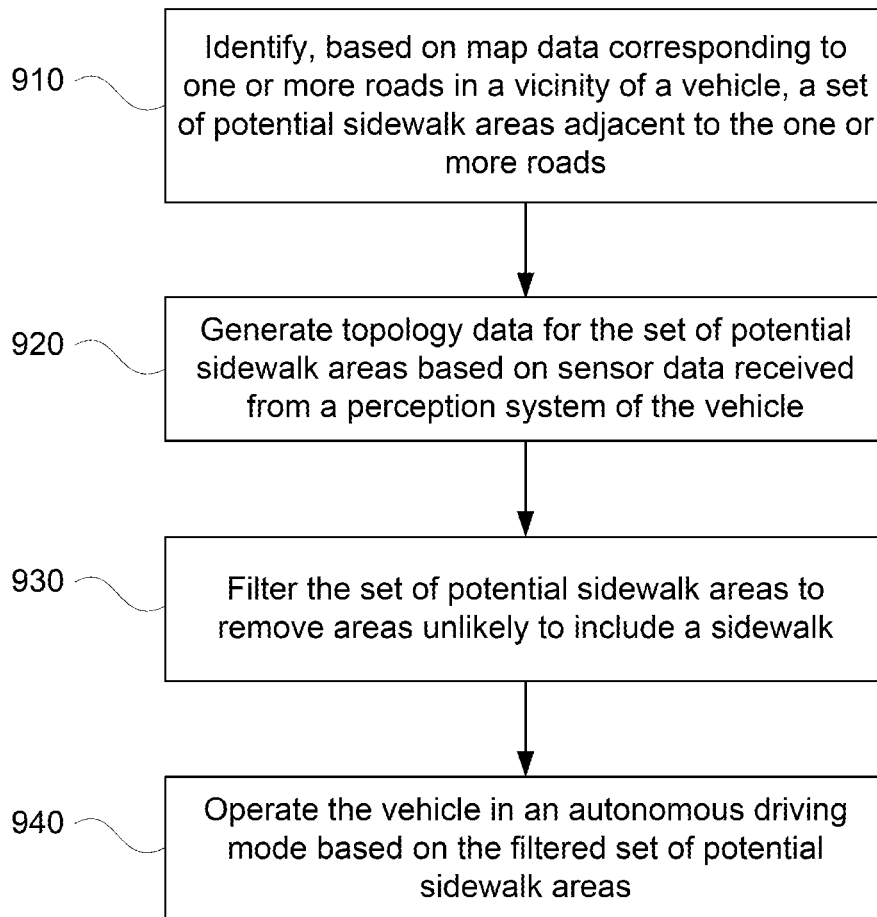 910
Identify, based on map data corresponding to
one or more roads in a vicinity of a vehicle, a set
of potential sidewalk areas adjacent to the one or
more roads
920
Generate topology data for the set of potential
sidewalk areas based on sensor data received
from a perception system of the vehicle
930
Filter the set of potential sidewalk areas to
remove areas unlikely to include a sidewalk
940
Operate the vehicle in an autonomous driving
mode based on the filtered set of potential
sidewalk areas